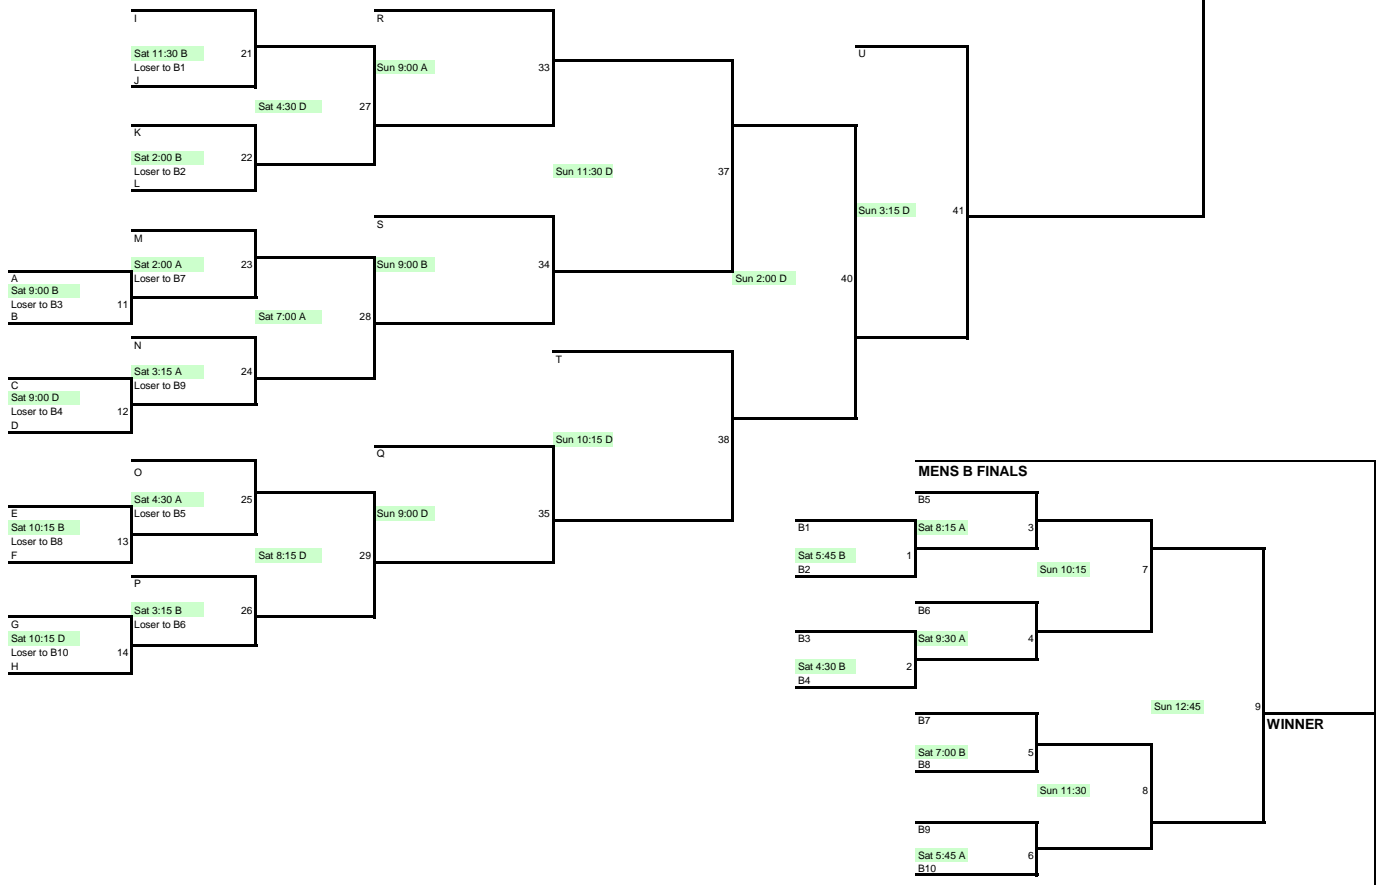 I
Sat 11:30 B
21
Loser to B1
J
Sat 4:30 D
27
K
Sat 2:00 B
22
Loser to B2
L
R
Sun 9:00 A
33
Sun 11:30 D
37
U
Sun 3:15 D
41
M
Sat 2:00 A
23
Loser to B7
A
Sat 9:00 B
Loser to B3
11
B
Sat 7:00 A
28
S
Sun 9:00 B
34
Sun 2:00 D
40
N
Sat 3:15 A
24
Loser to B9
C
Sat 9:00 D
Loser to B4
12
D
T
Sun 10:15 D
38
O
Sat 4:30 A
25
Loser to B5
E
Sat 10:15 B
Loser to B8
13
F
Sat 8:15 D
29
Q
Sun 9:00 D
35
P
Sat 3:15 B
26
Loser to B6
G
Sat 10:15 D
Loser to B10
14
H
MENS B FINALS
B5
B1
Sat 8:15 A
3
Sat 5:45 B
1
B2
Sun 10:15
7
B6
B3
Sat 9:30 A
4
Sat 4:30 B
2
B4
Sun 12:45
9
WINNER
B7
Sat 7:00 B
5
B8
Sun 11:30
8
B9
Sat 5:45 A
6
B10